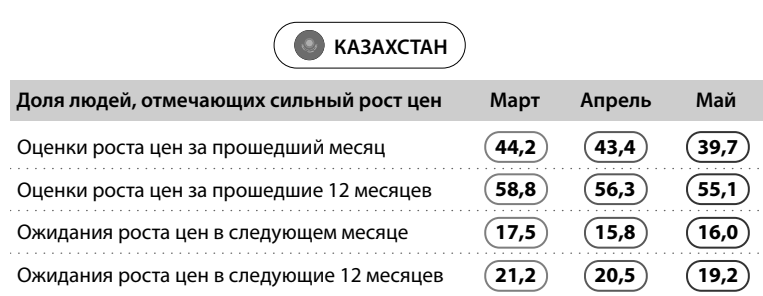 КАЗАХСТАН
Доля людей, отмечающих сильный рост цен Март Апрель Май
Оценки роста цен за прошедший месяц 44,2 43,4 39,7
Оценки роста цен за прошедшие 12 месяцев 58,8 56,3 55,1
Ожидания роста цен в следующем месяце 17,5 15,8 16,0
Ожидания роста цен в следующие 12 месяцев 21,2 20,5 19,2